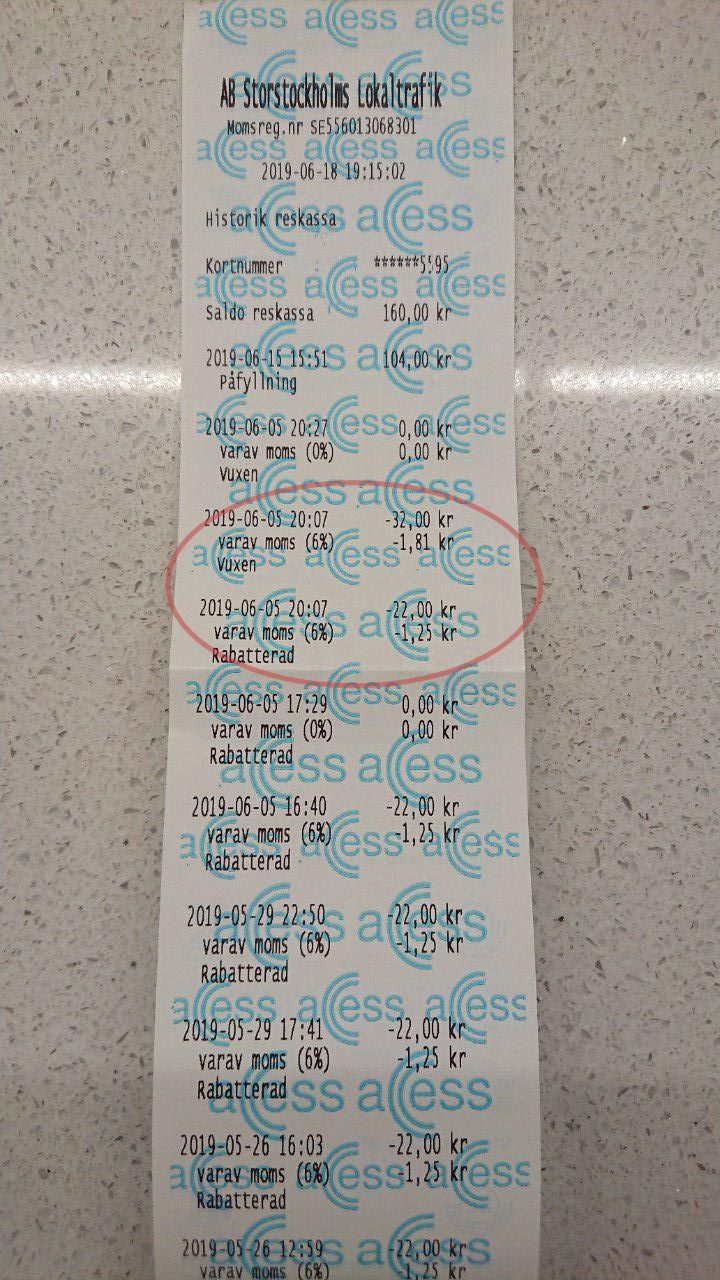 access access access
AB Storstockholms Lokaltrafik
Momsreg.nr SE556013068301
2019-06-18 19:15:02
Historik reskassa
Kortnummer ******5595
Saldo reskassa 160,00 kr
2019-06-15 15:51 104,00 kr
Påfyllning
2019-06-05 20:27 0,00 kr
varav moms (0%) 0,00 kr
Vuxen
2019-06-05 20:07 -32,00 kr
varav moms (6%) -1,81 kr
Vuxen
2019-06-05 20:07 -22,00 kr
varav moms (6%) -1,25 kr
Rabatterad
2019-06-05 17:29 0,00 kr
varav moms (0%) 0,00 kr
Rabatterad
2019-06-05 16:40 -22,00 kr
varav moms (6%) -1,25 kr
Rabatterad
2019-05-29 22:50 -22,00 kr
varav moms (6%) -1,25 kr
Rabatterad
2019-05-29 17:41 -22,00 kr
varav moms (6%) -1,25 kr
Rabatterad
2019-05-26 16:03 -22,00 kr
varav moms (6%) -1,25 kr
Rabatterad
2019-05-26 12:59 -22,00 kr
varav moms (6%) -1,25 kr